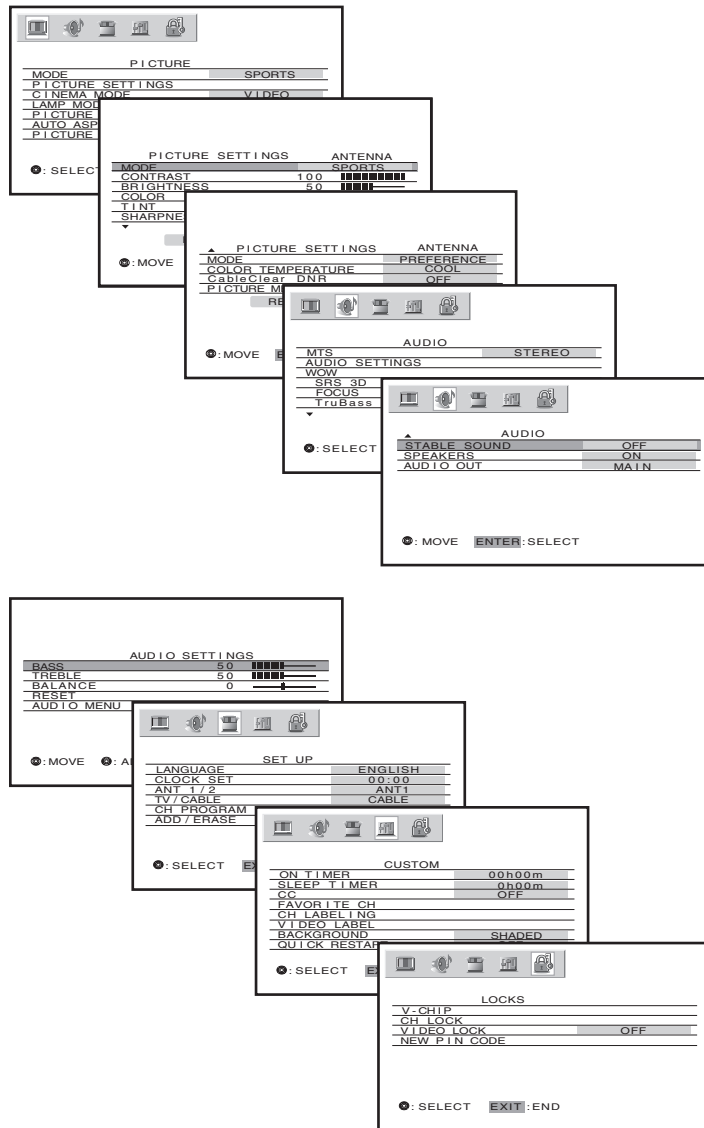 PICTURE
MODE SPORTS
PICTURE SETTINGS
CINEMA MODE VIDEO
LAMP
PICTURE
AUTO
PICTURE
: SELECT
PICTURE SETTINGS ANTENNA
MODE SPORTS
CONTRAST 100
BRIGHTNESS 50
COLOR
TINT
: MOVE
PICTURE SETTINGS ANTENNA
MODE PREFERENCE
COLOR TEMPERATURE COOL
CableClear DNR OFF
PICTURE
: MOVE
AUDIO
MTS STEREO
AUDIO SETTINGS
WOW
SRS 3D
FOCUS
TruBass
: SELECT
AUDIO
STABLE SOUND OFF
SPEAKERS ON
AUDIO OUT MAIN
: MOVE ENTER :SELECT
AUDIO SETTINGS
BASS 50
TREBLE 50
BALANCE 0
RESET
AUDIO MENU
: MOVE :
SET UP
LANGUAGE ENGLISH
CLOCK SET 00:00
ANT 1/2 ANT1
TV/CABLE CABLE
CH PROGRAM
ADD/ERASE
: SELECT
CUSTOM
ON TIMER 00h00m
SLEEP TIMER 0h00m
CC OFF
FAVORITE CH
CH LABELING
VIDEO LABEL
BACKGROUND SHADED
QUICK RESTART
: SELECT
LOCKS
V-CHIP
CH LOCK
VIDEO LOCK OFF
NEW PIN CODE
: SELECT EXIT :END